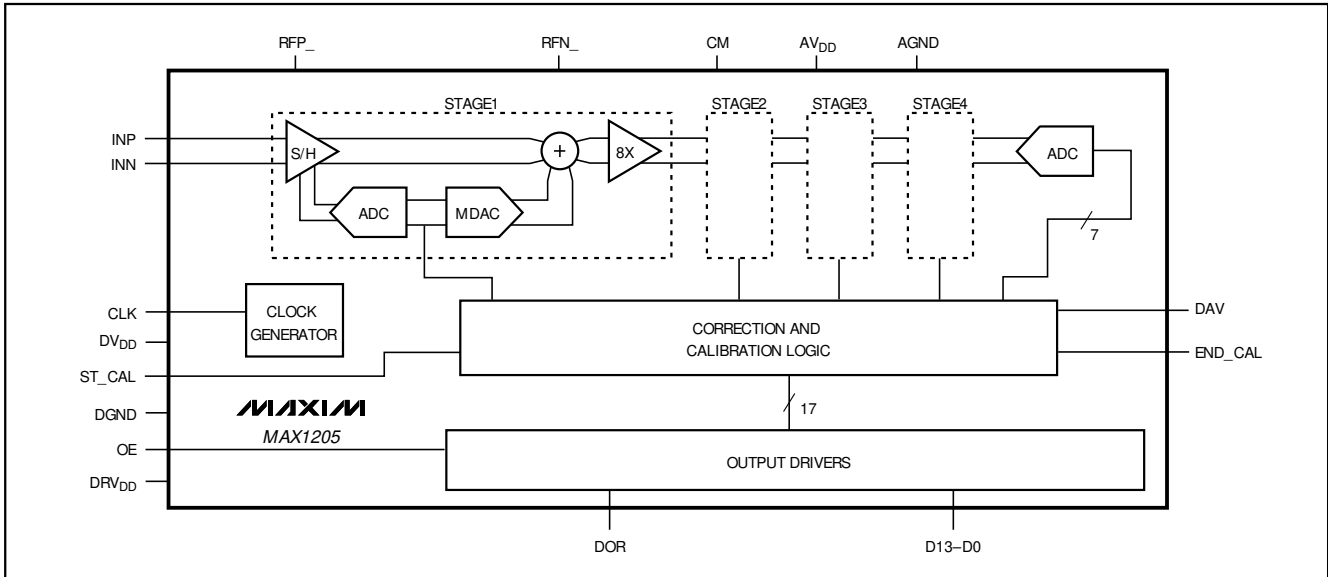 RFP_
RFN_
CM
AVDD
AGND
STAGE1
STAGE2
STAGE3
STAGE4
INP
INN
S/H
+
8X
ADC
ADC
MDAC
7
CLK
CLOCK
GENERATOR
DVDD
ST_CAL
CORRECTION AND
CALIBRATION LOGIC
DAV
END_CAL
DGND
MAXIM
MAX1205
17
OE
OUTPUT DRIVERS
DRVDD
DOR
D13–D0